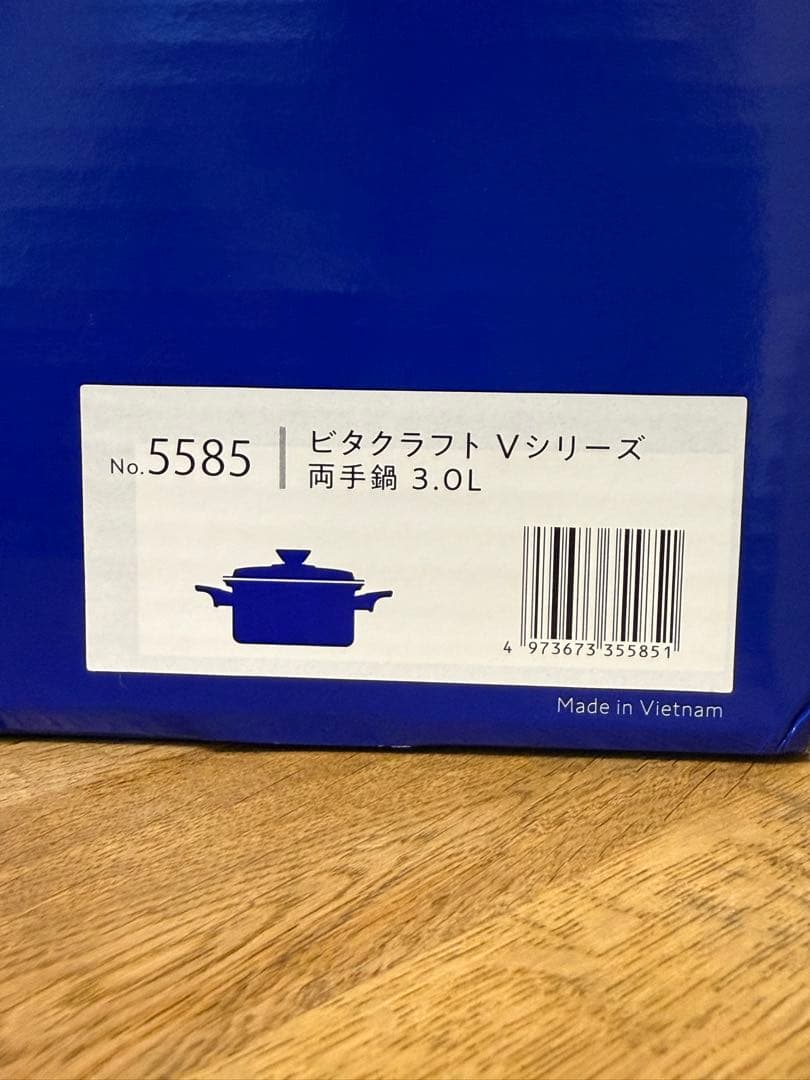 No.5585
ビタクラフト Vシリーズ
両手鍋 3.0L
4 973673 355851
Made in Vietnam